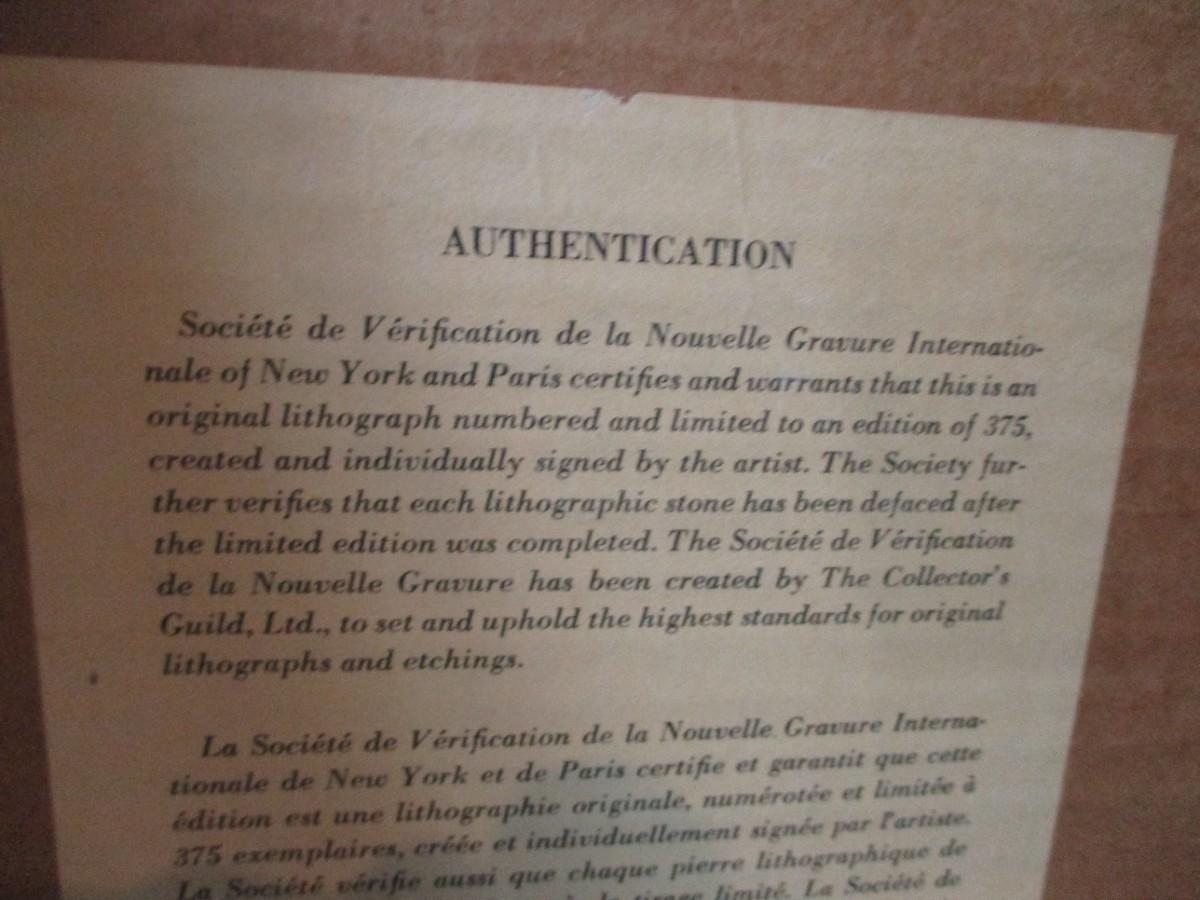 AUTHENTICATION
Société de Vérification de la Nouvelle Gravure Internatio-
nale of New York and Paris certifies and warrants that this is an
original lithograph numbered and limited to an edition of 375,
created and individually signed by the artist. The Society fur-
ther verifies that each lithographic stone has been defaced after
the limited edition was completed. The Société de Vérification
de la Nouvelle Gravure has been created by The Collector's
Guild, Ltd., to set and uphold the highest standards for original
lithographs and etchings.
La Société de Vérification de la Nouvelle Gravure Interna-
tionale de New York et de Paris certifie et garantit que cette
édition est une lithographie originale, numérotée et limitée à
375 exemplaires, créée et individuellement signée par l'artiste.
La Société vérifie aussi que chaque pierre lithographique de
tirage limité. La Société de